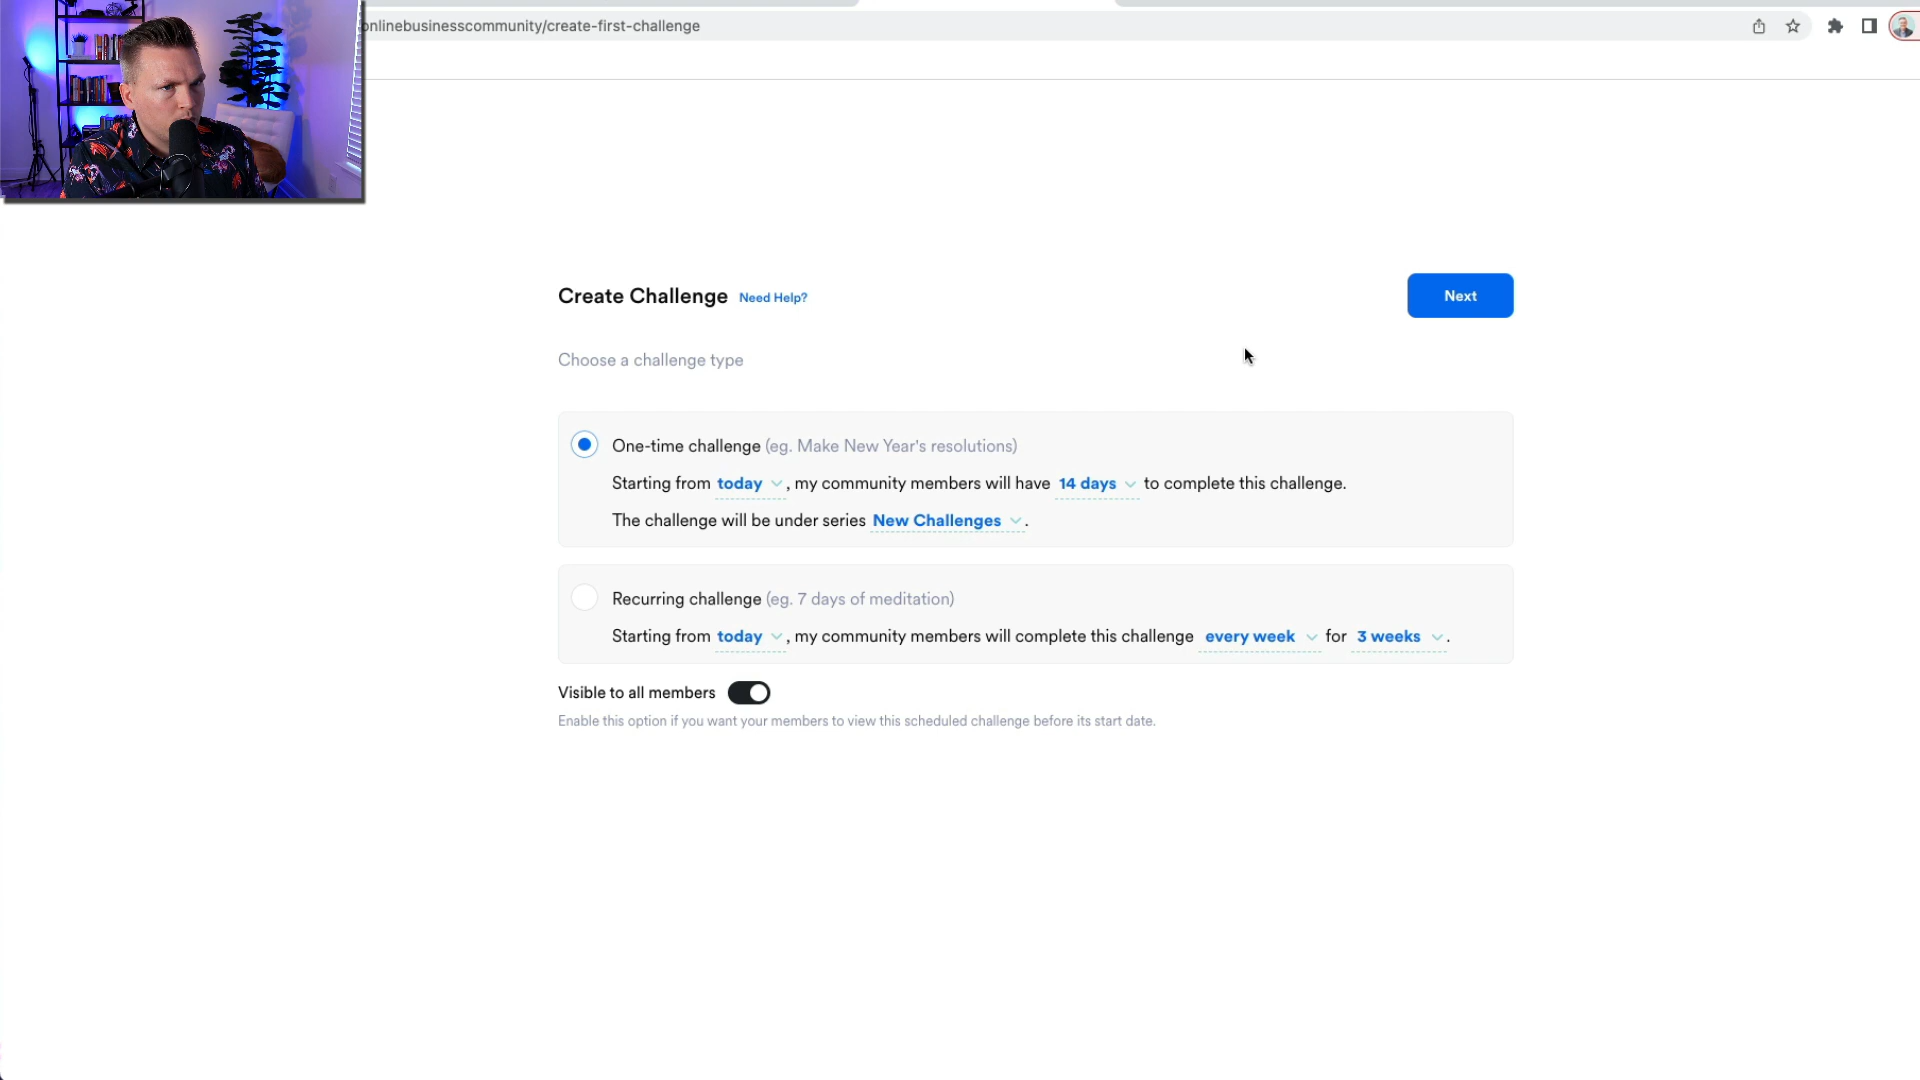 onlinebusinesscommunity/create-first-challenge
Create Challenge Need Help?
Next
Choose a challenge type
One-time challenge (eg. Make New Year's resolutions)
Starting from today , my community members will have 14 days to complete this challenge.
The challenge will be under series New Challenges .
Recurring challenge (eg. 7 days of meditation)
Starting from today , my community members will complete this challenge every week for 3 weeks .
Visible to all members
Enable this option if you want your members to view this scheduled challenge before its start date.